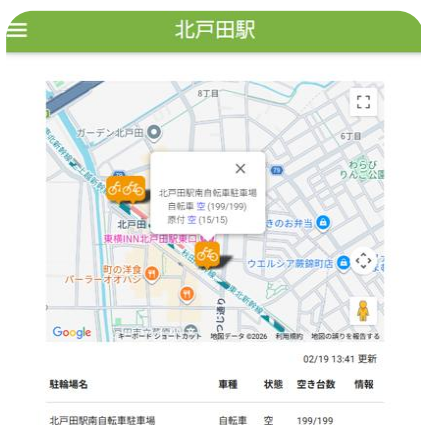 北戸田駅
8丁目
ガーデン北戸田
79
6丁目
79
わらび
りんご公園
北戸田駅南自転車駐車場
自転車 空 (199/199)
原付 空 (15/15)
北戸田
きのお弁当
東横INN北戸田駅東口
ウエルシア蕨錦町店
町の洋食
パーラーオオハシ
Google
キーボード ショートカット 地図データ ©2026 利用規約 地図の誤りを報告する
02/19 13:41 更新
駐輪場名 車種 状態 空き台数 情報
北戸田駅南自転車駐車場 自転車 空 199/199